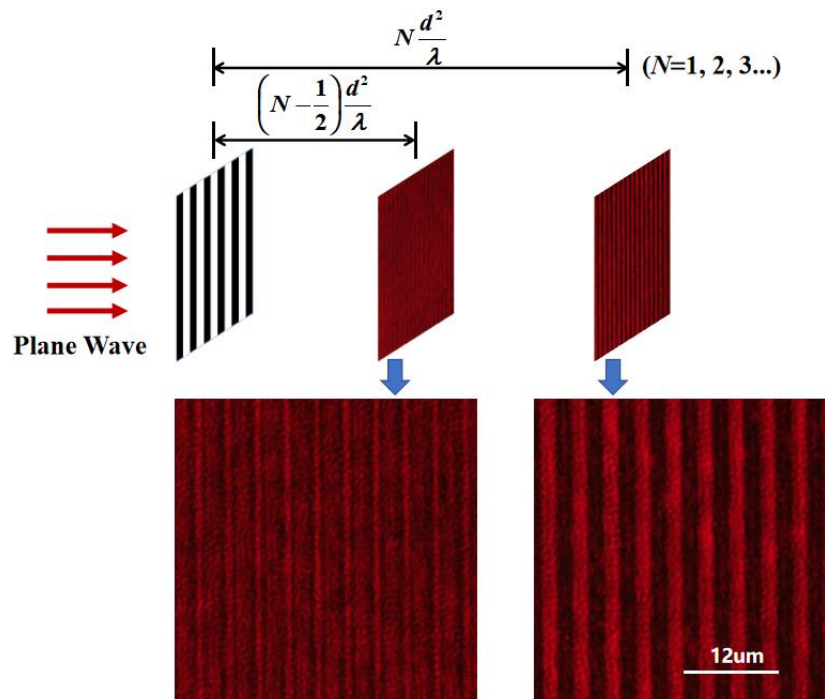 N d²/λ (N=1, 2, 3...)
(N − 1/2) d²/λ
Plane Wave
12um